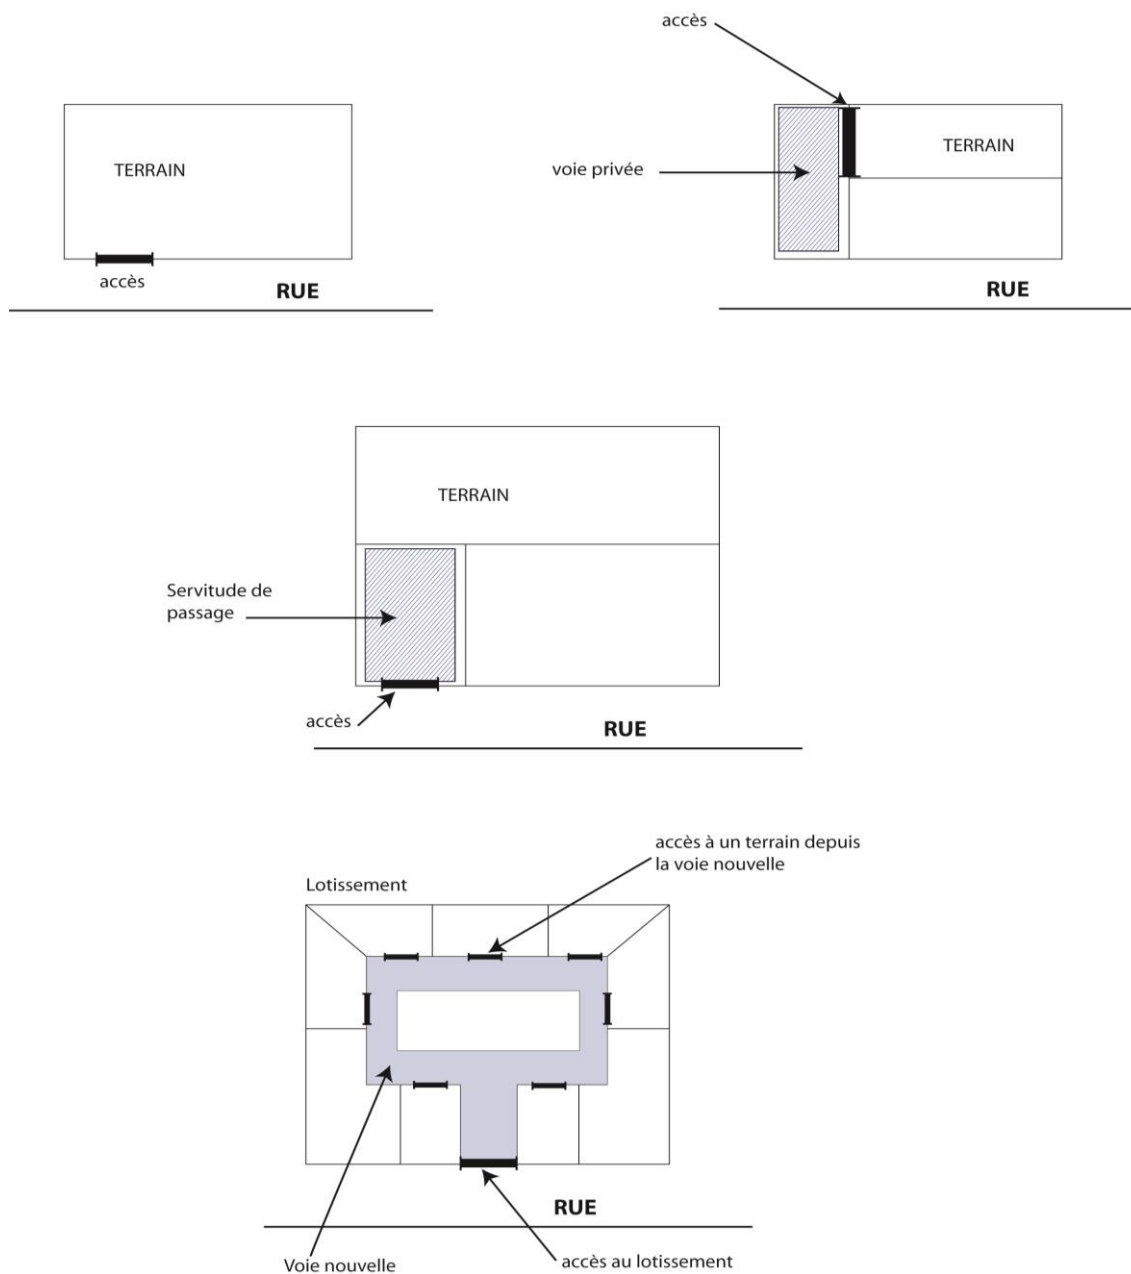 accès
TERRAIN
accès
RUE
voie privée
TERRAIN
RUE
TERRAIN
Servitude de
passage
accès
RUE
accès à un terrain depuis
la voie nouvelle
Lotissement
RUE
Voie nouvelle
accès au lotissement